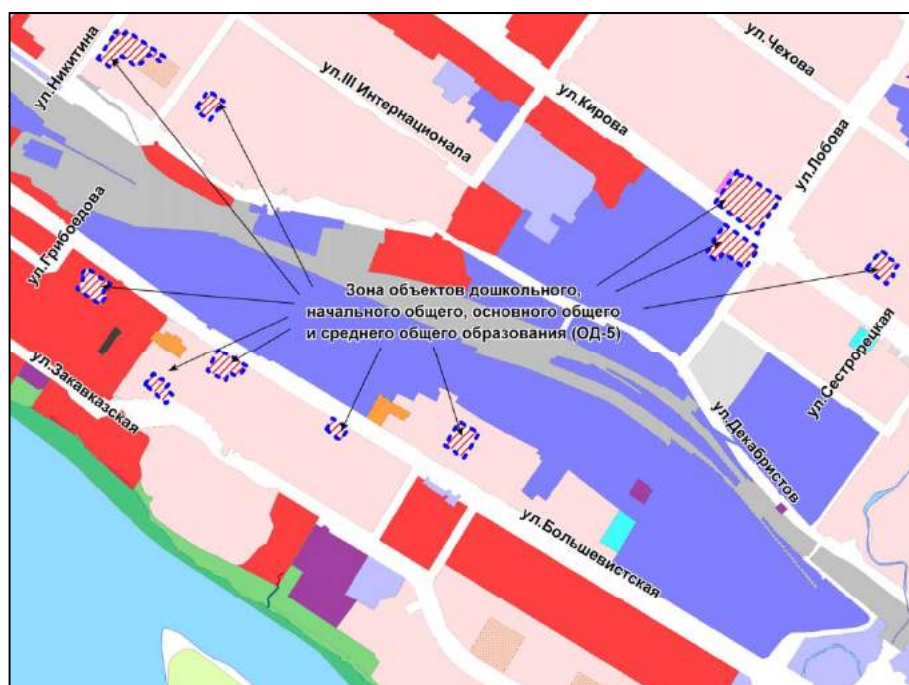 ул.Никитина
ул.III Интернационала
ул.Кирова
ул.Чехова
ул.Лобова
ул.Грибоедова
Зона объектов дошкольного,
начального общего, основного общего
и среднего общего образования (ОД-5)
ул.Закавказская
ул.Сестрорецкая
ул.Декабристов
ул.Большевистская